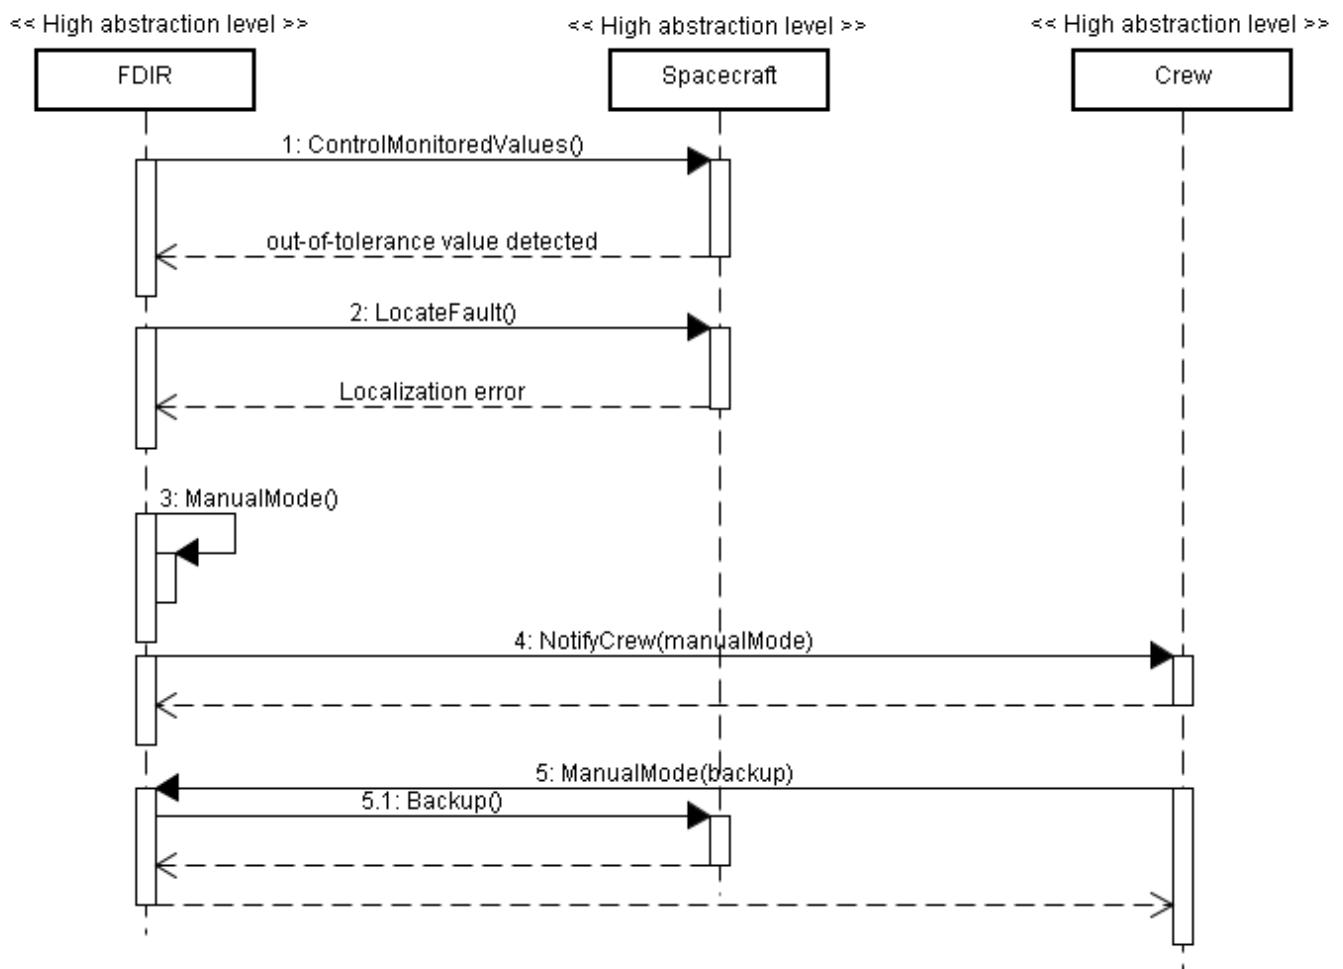 << High abstraction level >>
<< High abstraction level >>
<< High abstraction level >>
FDIR
Spacecraft
Crew
1: ControlMonitoredValues()
out-of-tolerance value detected
2: LocateFault()
Localization error
3: ManualMode()
4: NotifyCrew(manualMode)
5: ManualMode(backup)
5.1: Backup()